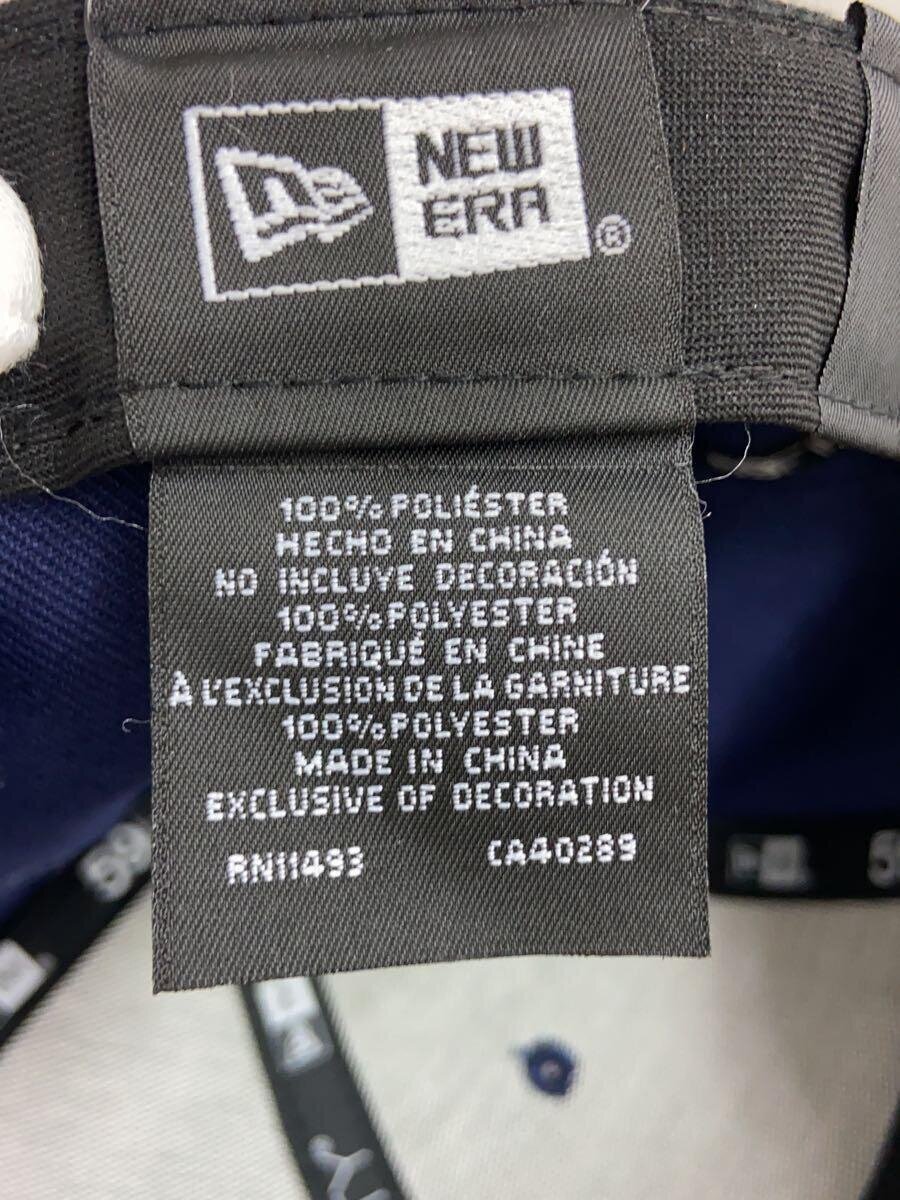 NEW
ERA
®
100% POLIÉSTER
HECHO EN CHINA
NO INCLUYE DECORACIÓN
100% POLYESTER
FABRIQUÉ EN CHINE
À L'EXCLUSION DE LA GARNITURE
100% POLYESTER
MADE IN CHINA
EXCLUSIVE OF DECORATION
RN11493 CA40289
59